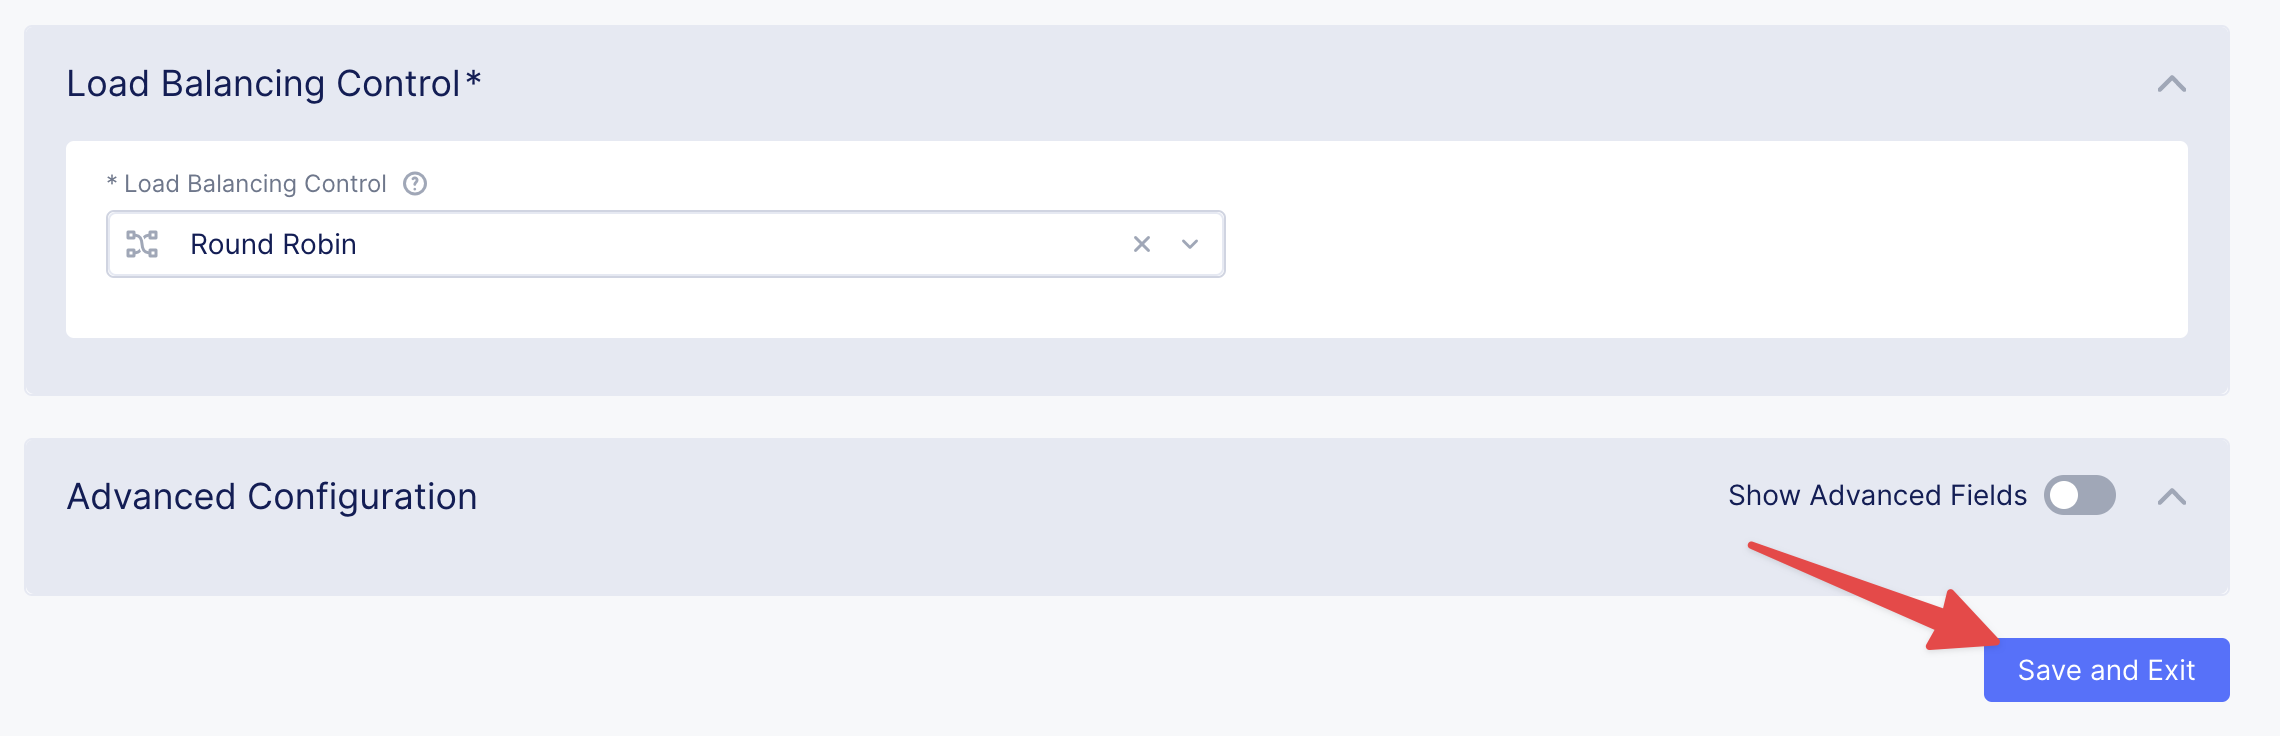 Load Balancing Control*
* Load Balancing Control
Round Robin
Advanced Configuration
Show Advanced Fields
Save and Exit